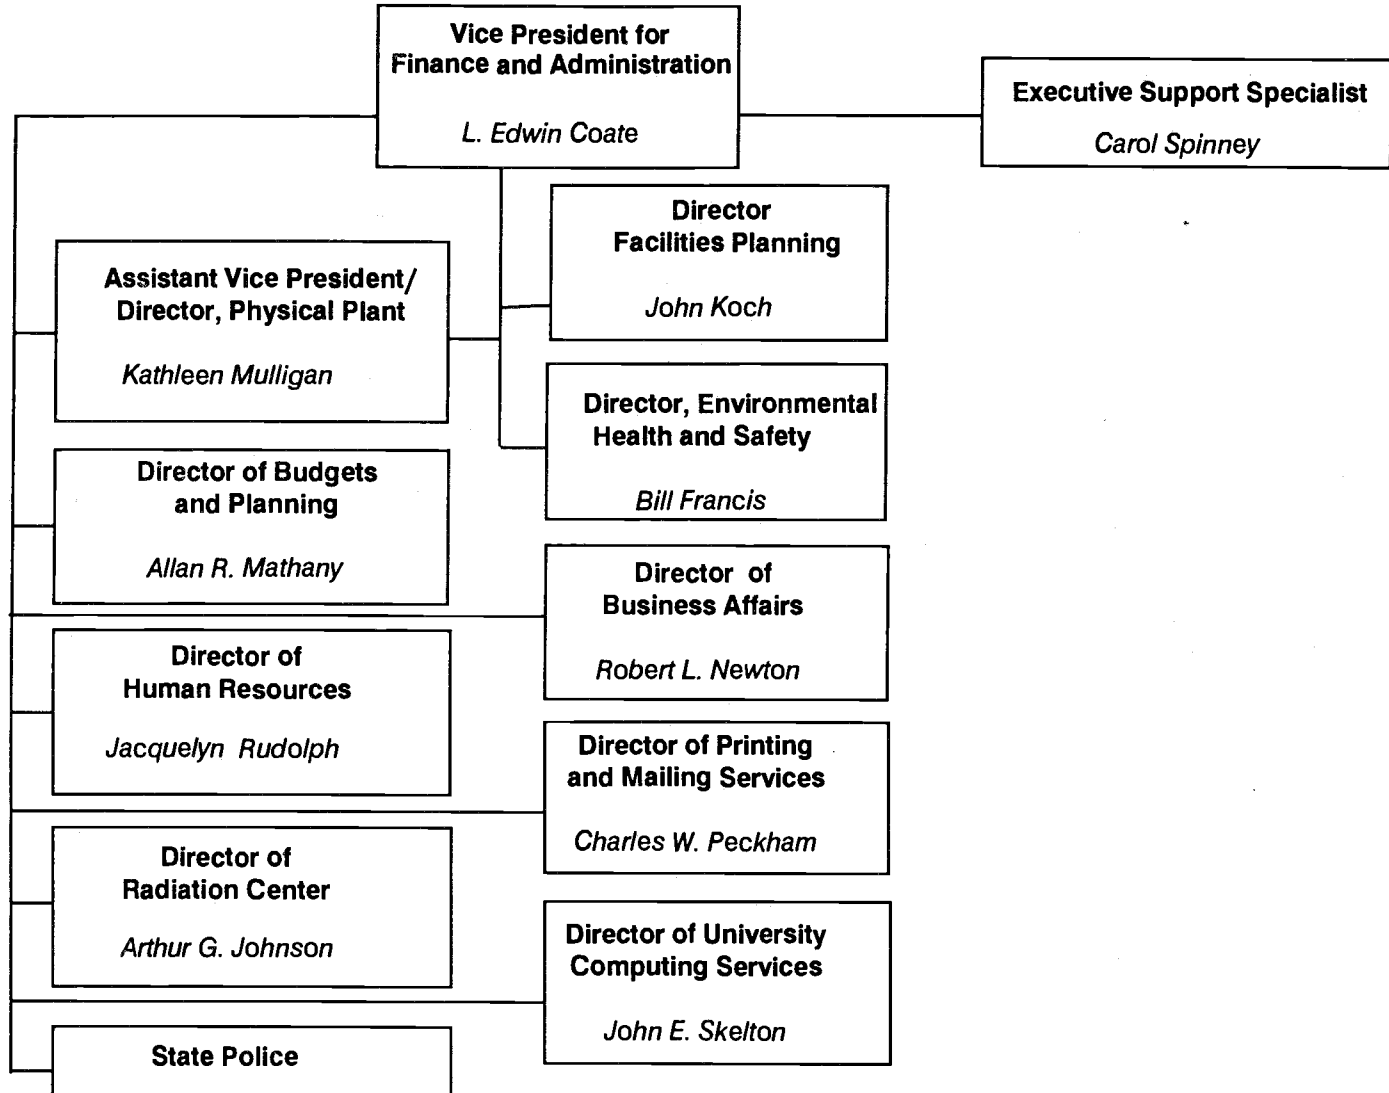 Vice President for
Finance and Administration
L. Edwin Coate
Executive Support Specialist
Carol Spinney
Director
Facilities Planning
John Koch
Assistant Vice President/
Director, Physical Plant
Kathleen Mulligan
Director, Environmental
Health and Safety
Bill Francis
Director of Budgets
and Planning
Allan R. Mathany
Director of
Business Affairs
Robert L. Newton
Director of
Human Resources
Jacquelyn Rudolph
Director of Printing
and Mailing Services
Charles W. Peckham
Director of
Radiation Center
Arthur G. Johnson
Director of University
Computing Services
John E. Skelton
State Police